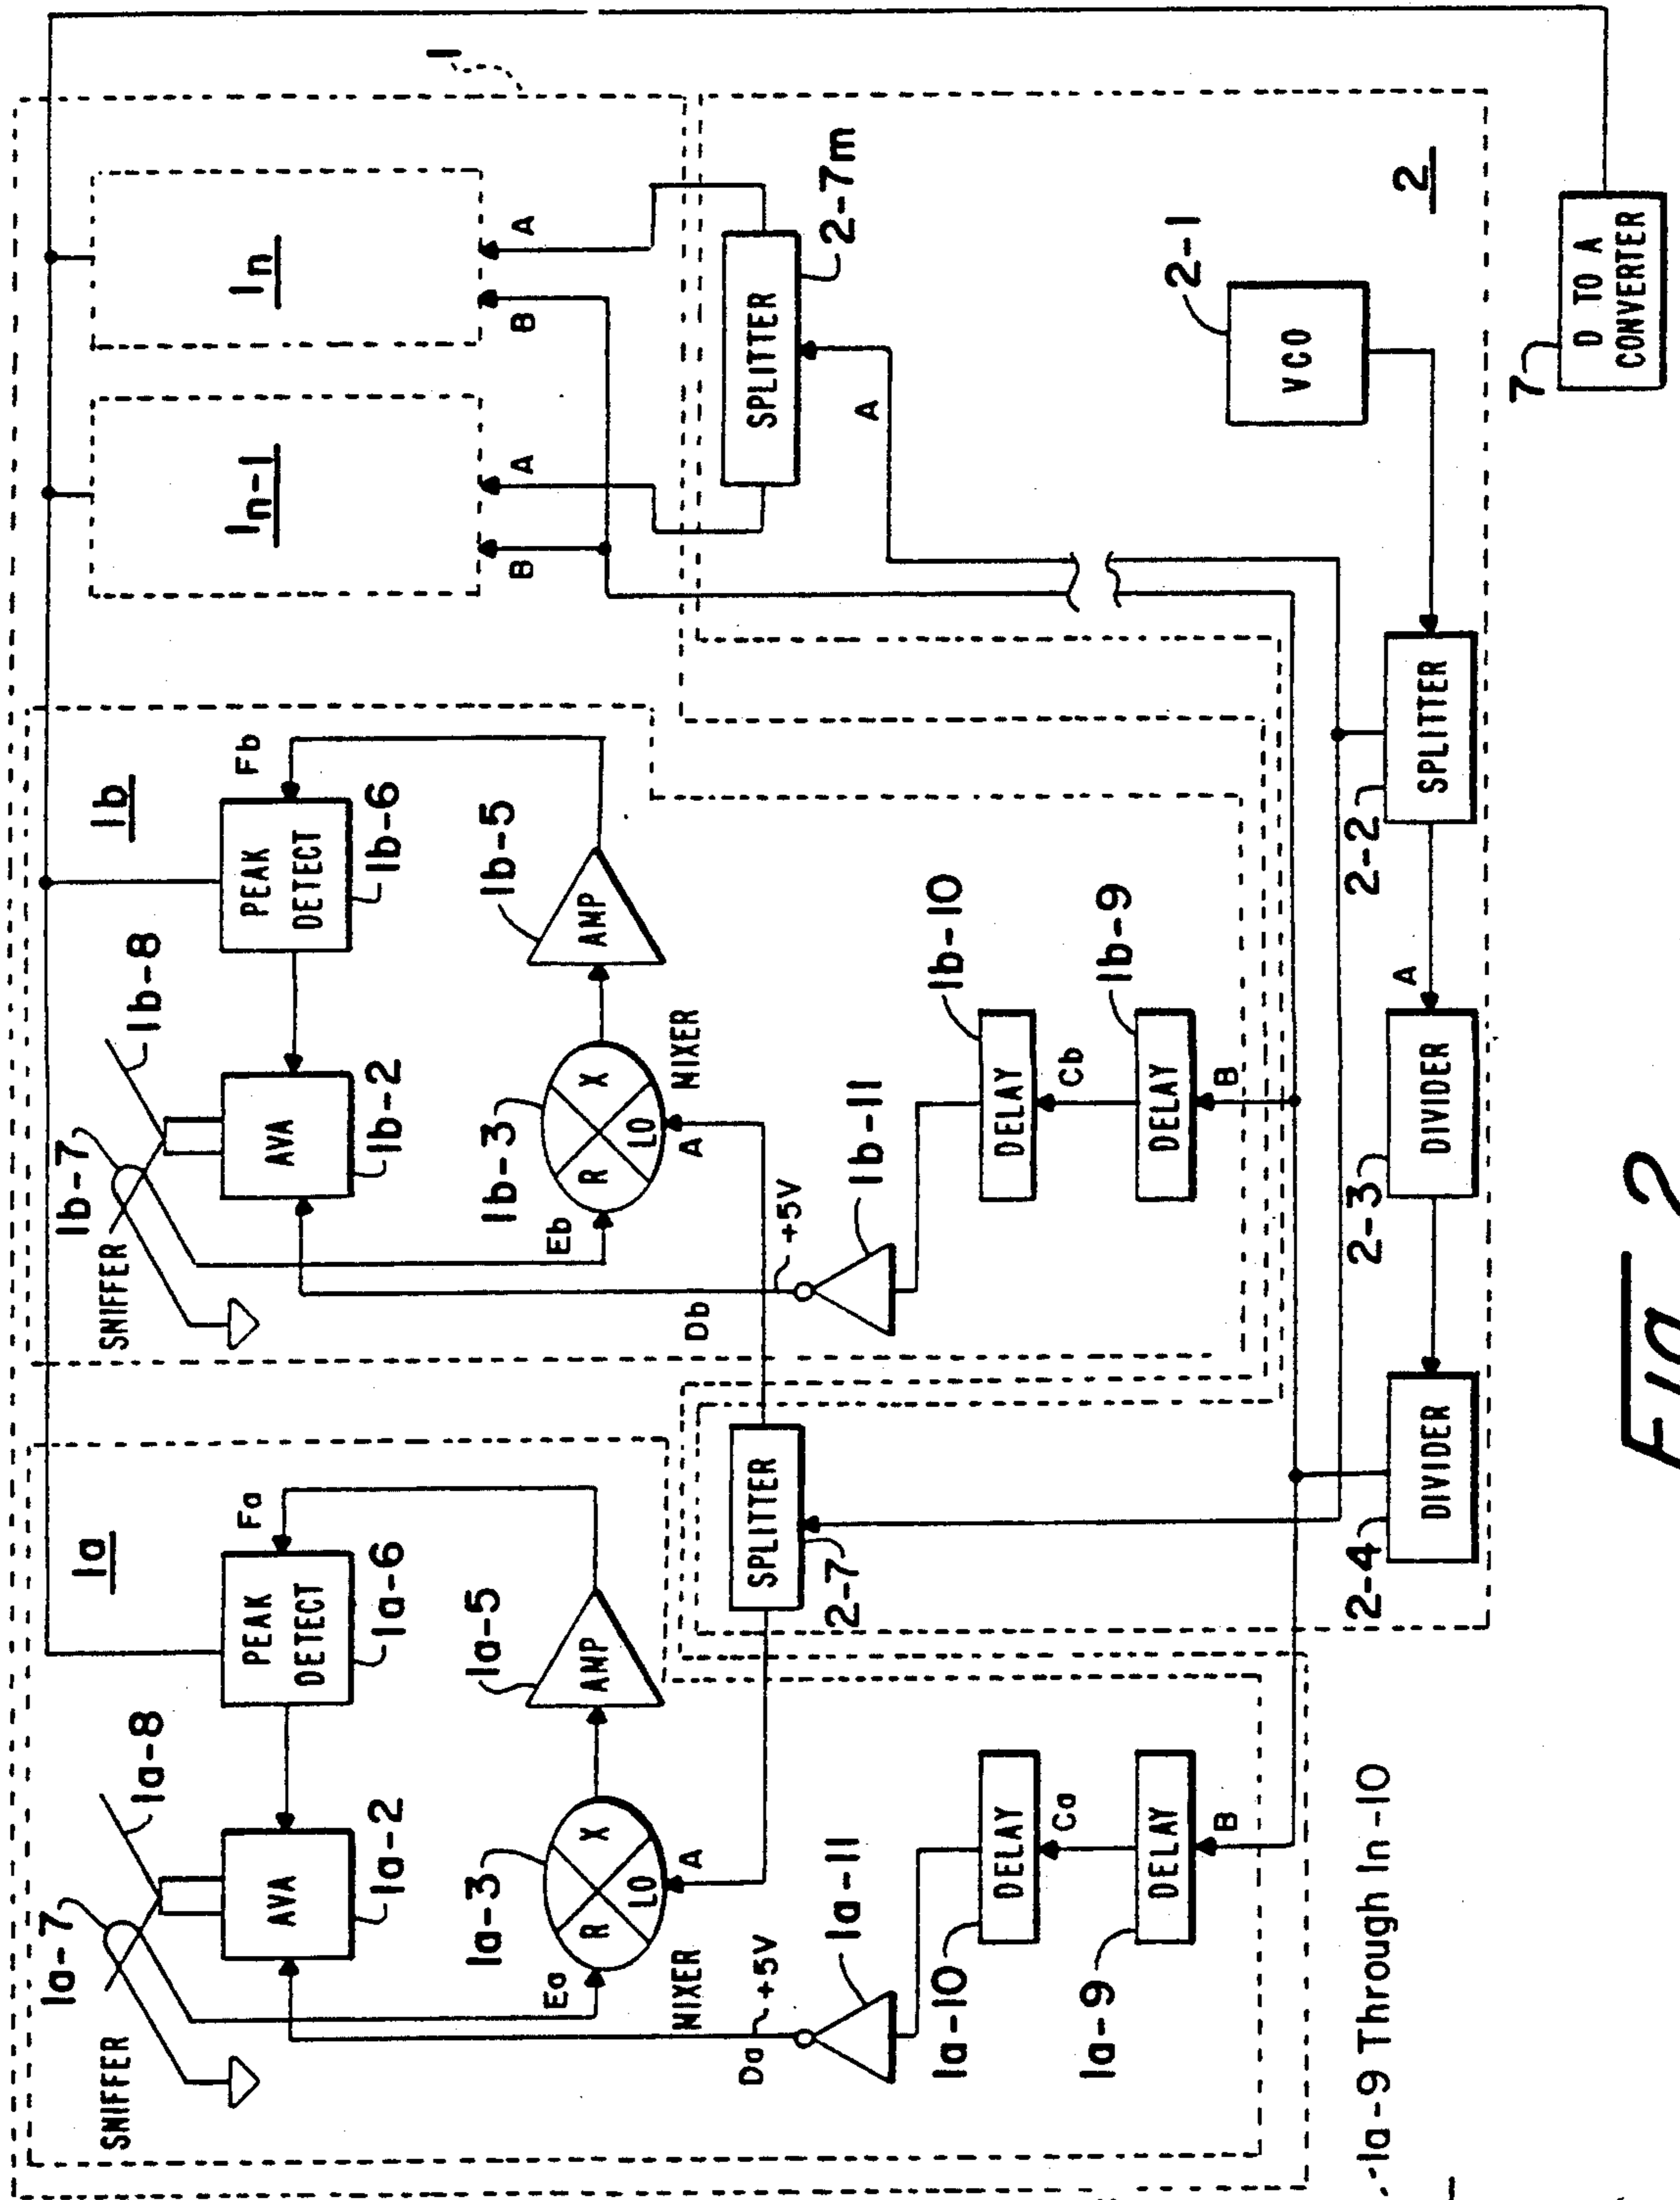 1
1a
SNIFFER
1a-7
1a-8
AVA
1a-2
PEAK
DETECT
1a-6
Fa
Ea
MIXER
1a-3
R
X
LO
A
1a-5
AMP
Da
+5V
1a-11
1a-10
DELAY
Ca
1a-9
DELAY
B
1b
SNIFFER
1b-7
1b-8
AVA
1b-2
PEAK
DETECT
1b-6
Fb
Eb
1b-3
R
X
LO
MIXER
A
1b-5
AMP
Db
+5V
1b-11
1b-10
DELAY
Cb
1b-9
DELAY
B
1n-1
B
A
1n
B
A
SPLITTER
2-7
SPLITTER
2-7m
A
2-1
VCO
2
2-4
DIVIDER
2-3
DIVIDER
A
2-2
SPLITTER
7
D TO A
CONVERTER
1a-9 Through 1n-10
Fig 2